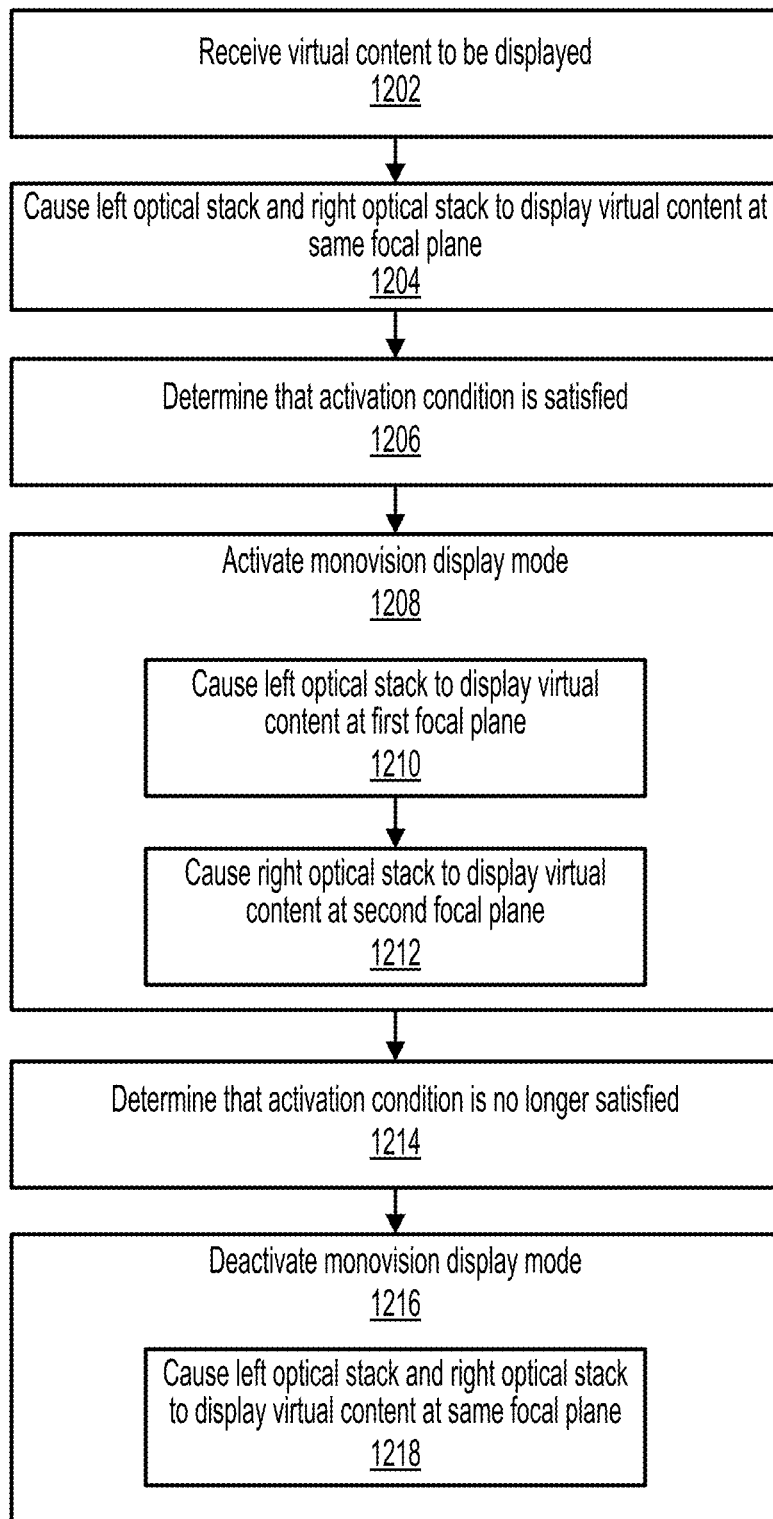 Receive virtual content to be displayed
1202
Cause left optical stack and right optical stack to display virtual content at
same focal plane
1204
Determine that activation condition is satisfied
1206
Activate monovision display mode
1208
Cause left optical stack to display virtual
content at first focal plane
1210
Cause right optical stack to display virtual
content at second focal plane
1212
Determine that activation condition is no longer satisfied
1214
Deactivate monovision display mode
1216
Cause left optical stack and right optical stack
to display virtual content at same focal plane
1218